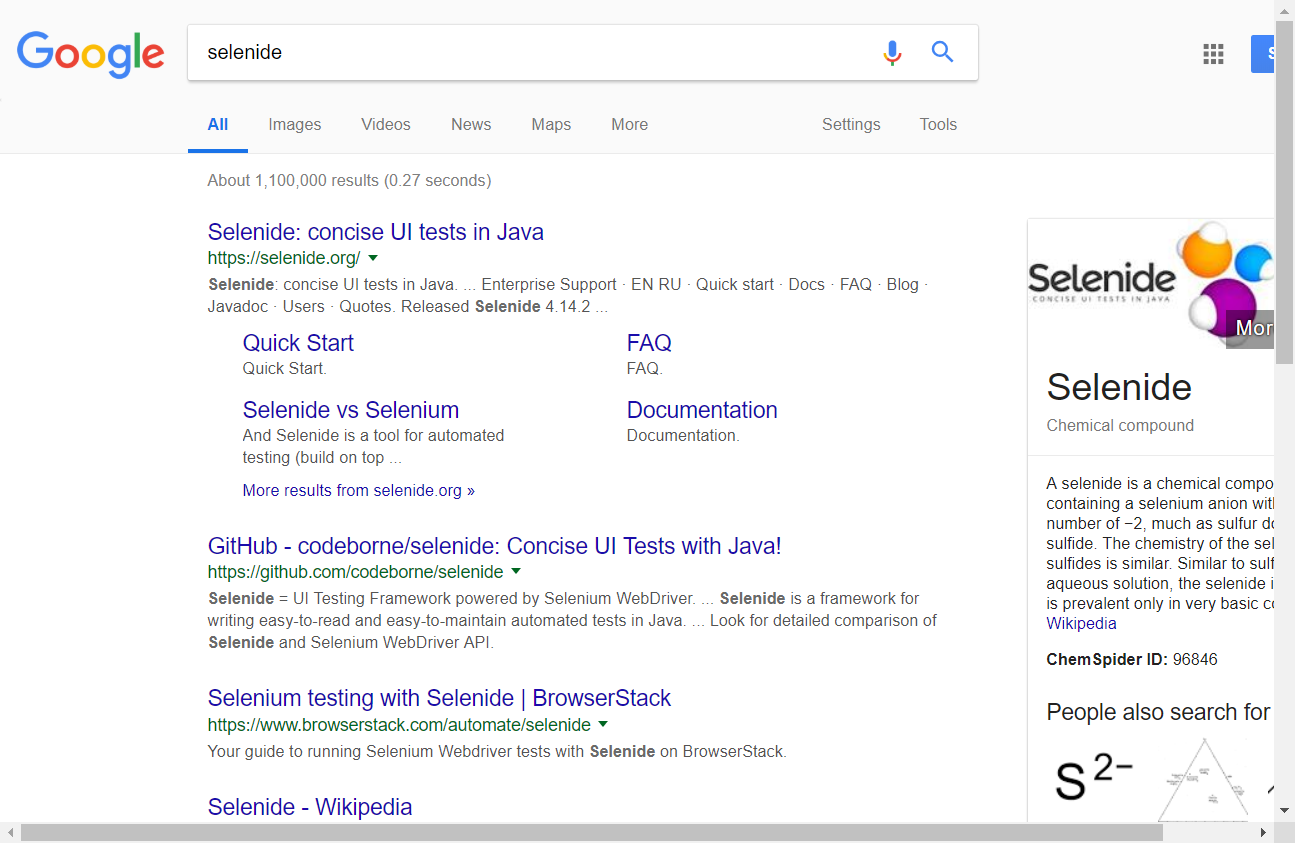 Google
selenide
S
All Images Videos News Maps More Settings Tools
About 1,100,000 results (0.27 seconds)
Selenide: concise UI tests in Java
https://selenide.org/
Selenide: concise UI tests in Java. ... Enterprise Support · EN RU · Quick start · Docs · FAQ · Blog ·
Javadoc · Users · Quotes. Released Selenide 4.14.2 ...
Quick Start
Quick Start.
FAQ
FAQ.
Selenide vs Selenium
And Selenide is a tool for automated
testing (build on top ...
Documentation
Documentation.
More results from selenide.org »
GitHub - codeborne/selenide: Concise UI Tests with Java!
https://github.com/codeborne/selenide
Selenide = UI Testing Framework powered by Selenium WebDriver. ... Selenide is a framework for
writing easy-to-read and easy-to-maintain automated tests in Java. ... Look for detailed comparison of
Selenide and Selenium WebDriver API.
Selenium testing with Selenide | BrowserStack
https://www.browserstack.com/automate/selenide
Your guide to running Selenium Webdriver tests with Selenide on BrowserStack.
Selenide - Wikipedia
Selenide
CONCISE UI TESTS IN JAVA
Mor
Selenide
Chemical compound
A selenide is a chemical compo
containing a selenium anion wit
number of −2, much as sulfur do
sulfide. The chemistry of the sel
sulfides is similar. Similar to sulf
aqueous solution, the selenide i
is prevalent only in very basic co
Wikipedia
ChemSpider ID: 96846
People also search for
S2−